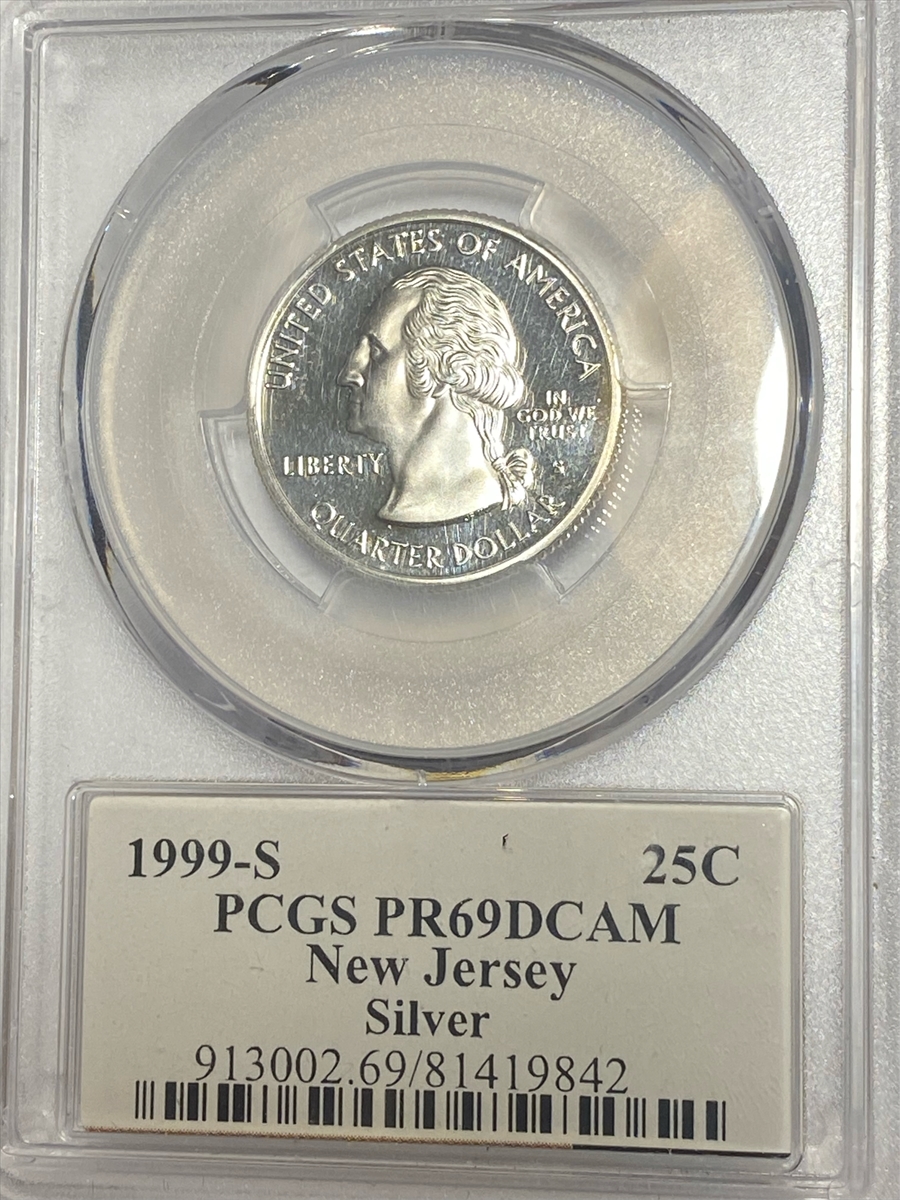 UNITED STATES OF AMERICA
IN
GOD WE
TRUST
LIBERTY
S
QUARTER DOLLAR
1999-S 25C
PCGS PR69DCAM
New Jersey
Silver
913002.69/81419842